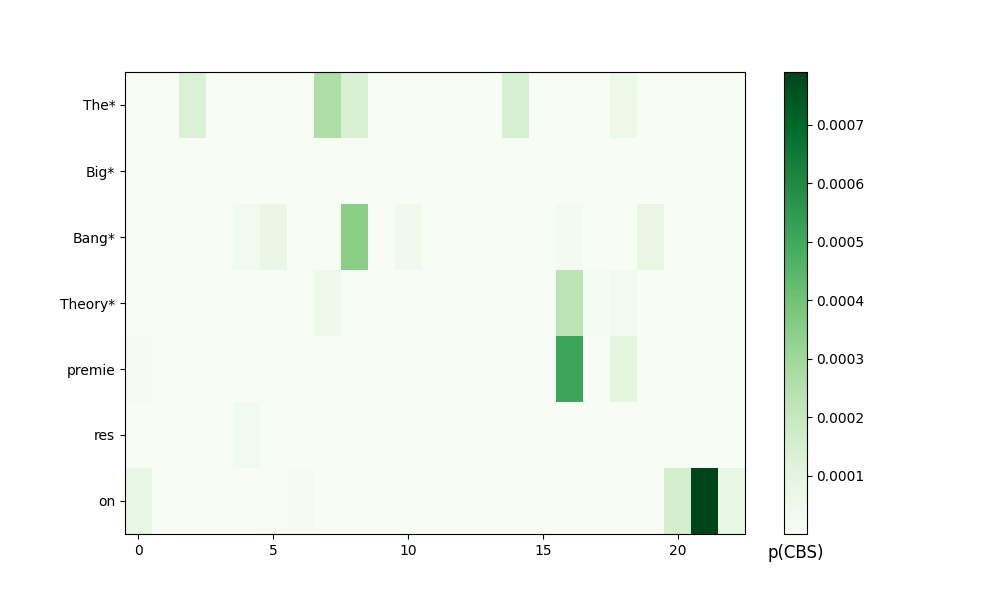 The*
Big*
Bang*
Theory*
premie
res
on
0 5 10 15 20
0.0007
0.0006
0.0005
0.0004
0.0003
0.0002
0.0001
p(CBS)